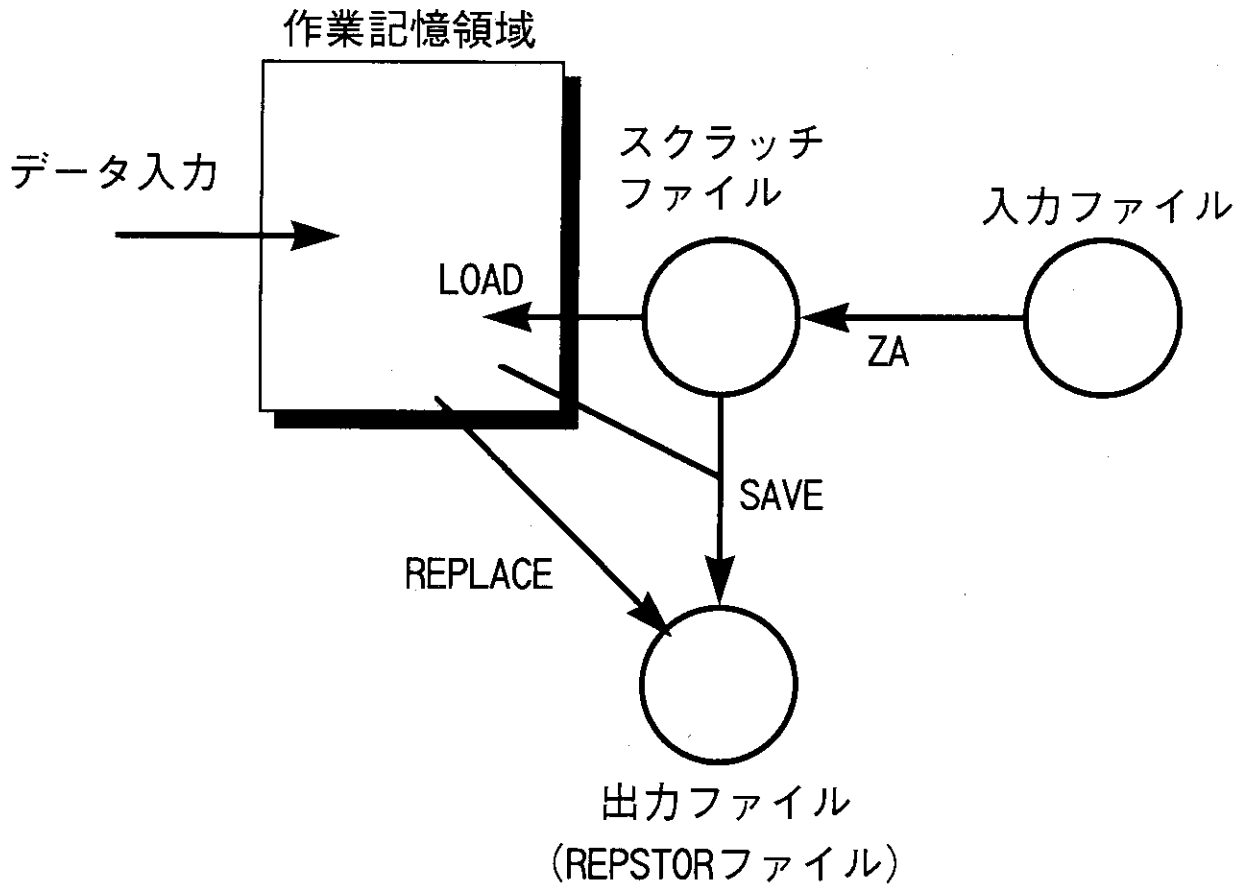 作業記憶領域
データ入力
スクラッチ
ファイル
入力ファイル
LOAD
ZA
SAVE
REPLACE
出力ファイル
(REPSTORファイル)